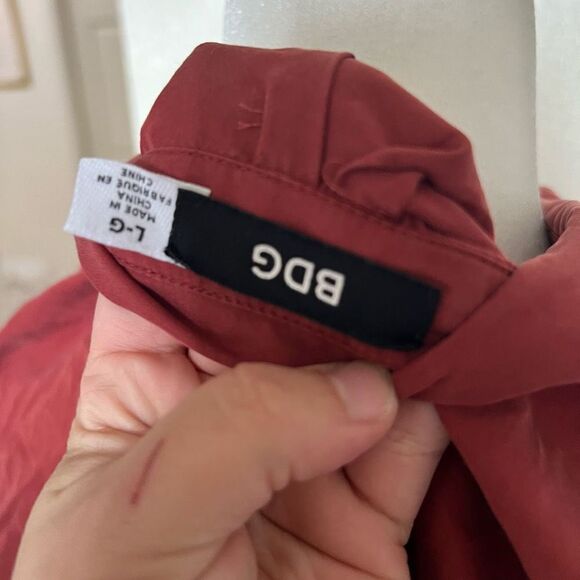 BDG
L-G
MADE IN
CHINA
FABRIQUE EN
CHINE